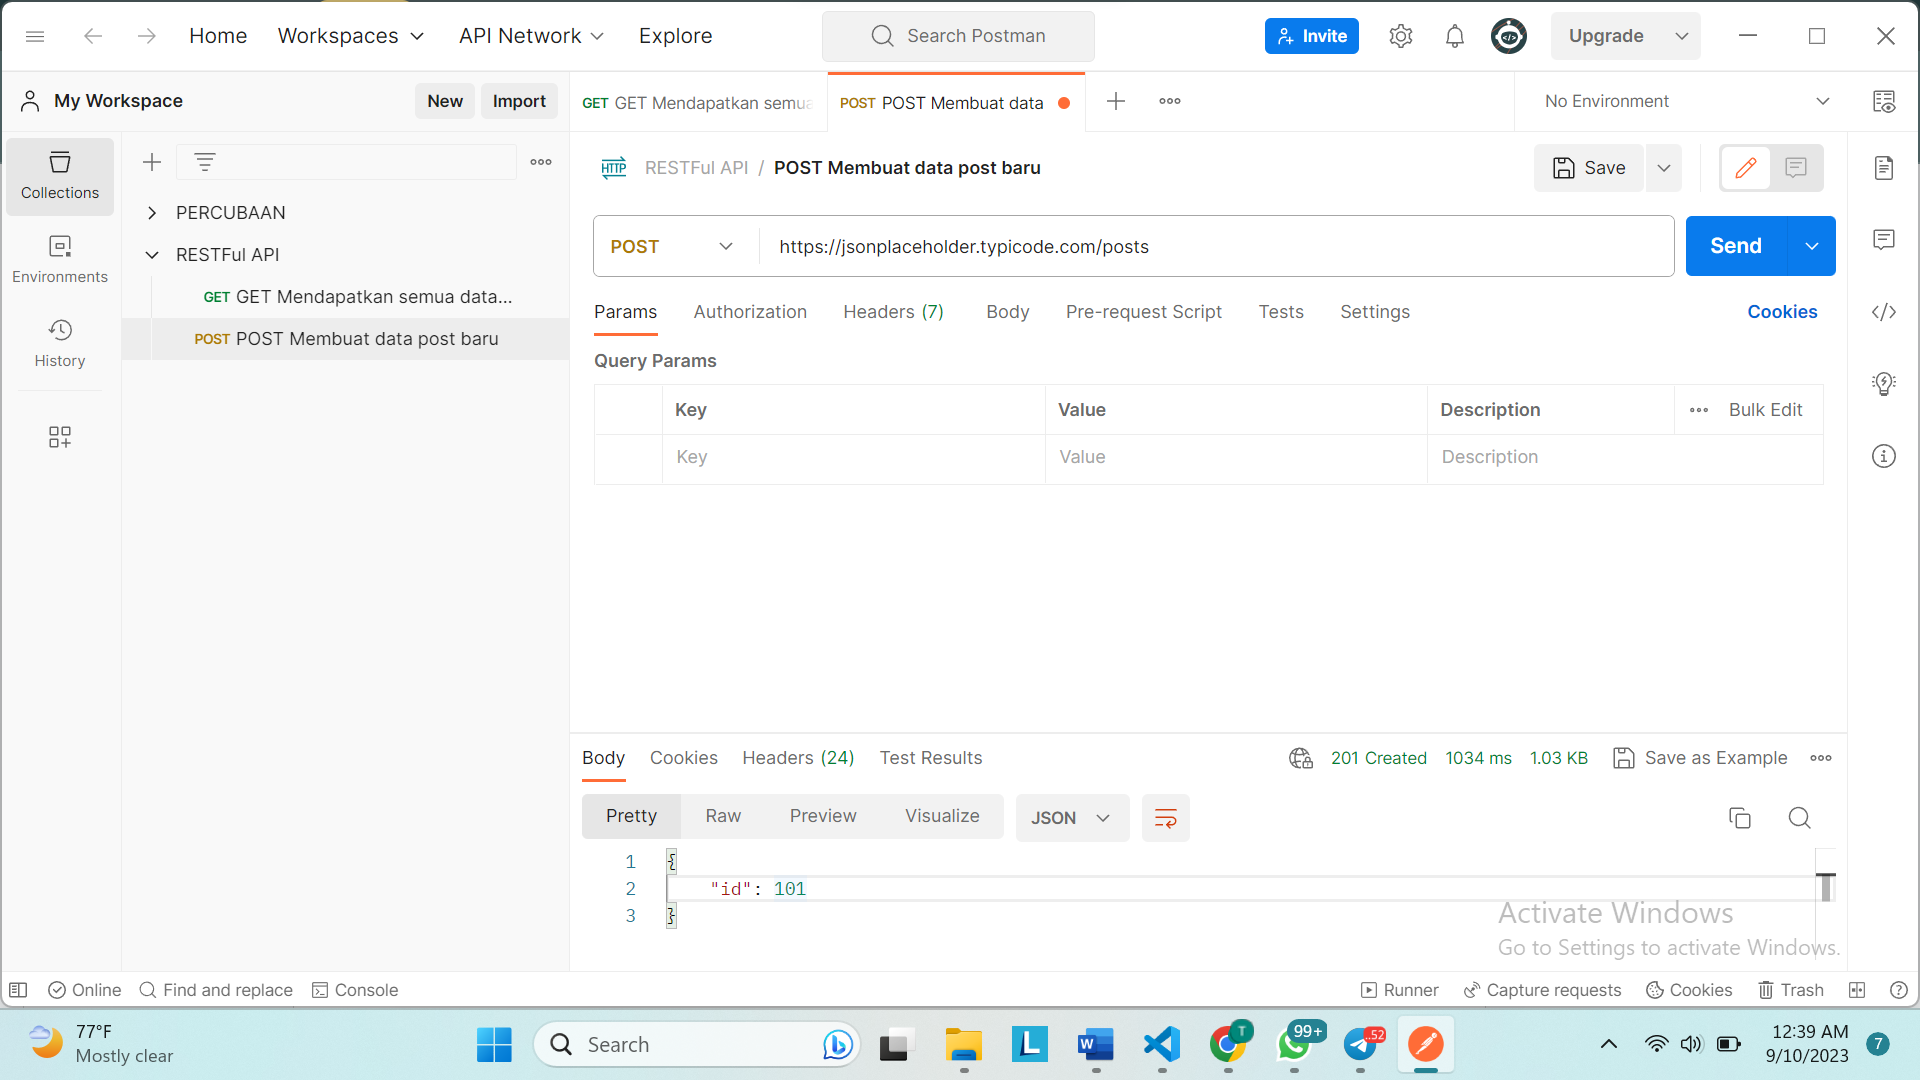 Home Workspaces API Network Explore Search Postman Invite Upgrade
My Workspace New Import GET GET Mendapatkan semua POST POST Membuat data No Environment
Collections
Environments
History
PERCUBAAN
RESTFul API
GET GET Mendapatkan semua data...
POST POST Membuat data post baru
HTTP RESTFul API / POST Membuat data post baru Save
POST https://jsonplaceholder.typicode.com/posts Send
Params Authorization Headers (7) Body Pre-request Script Tests Settings Cookies
Query Params
Key Value Description Bulk Edit
Key Value Description
Body Cookies Headers (24) Test Results 201 Created 1034 ms 1.03 KB Save as Example
Pretty Raw Preview Visualize JSON
1 {
2 "id": 101
3 }
Activate Windows
Go to Settings to activate Windows.
Online Find and replace Console Runner Capture requests Cookies Trash
77°F
Mostly clear
Search
L
W
T
99+
..52
12:39 AM
9/10/2023
7